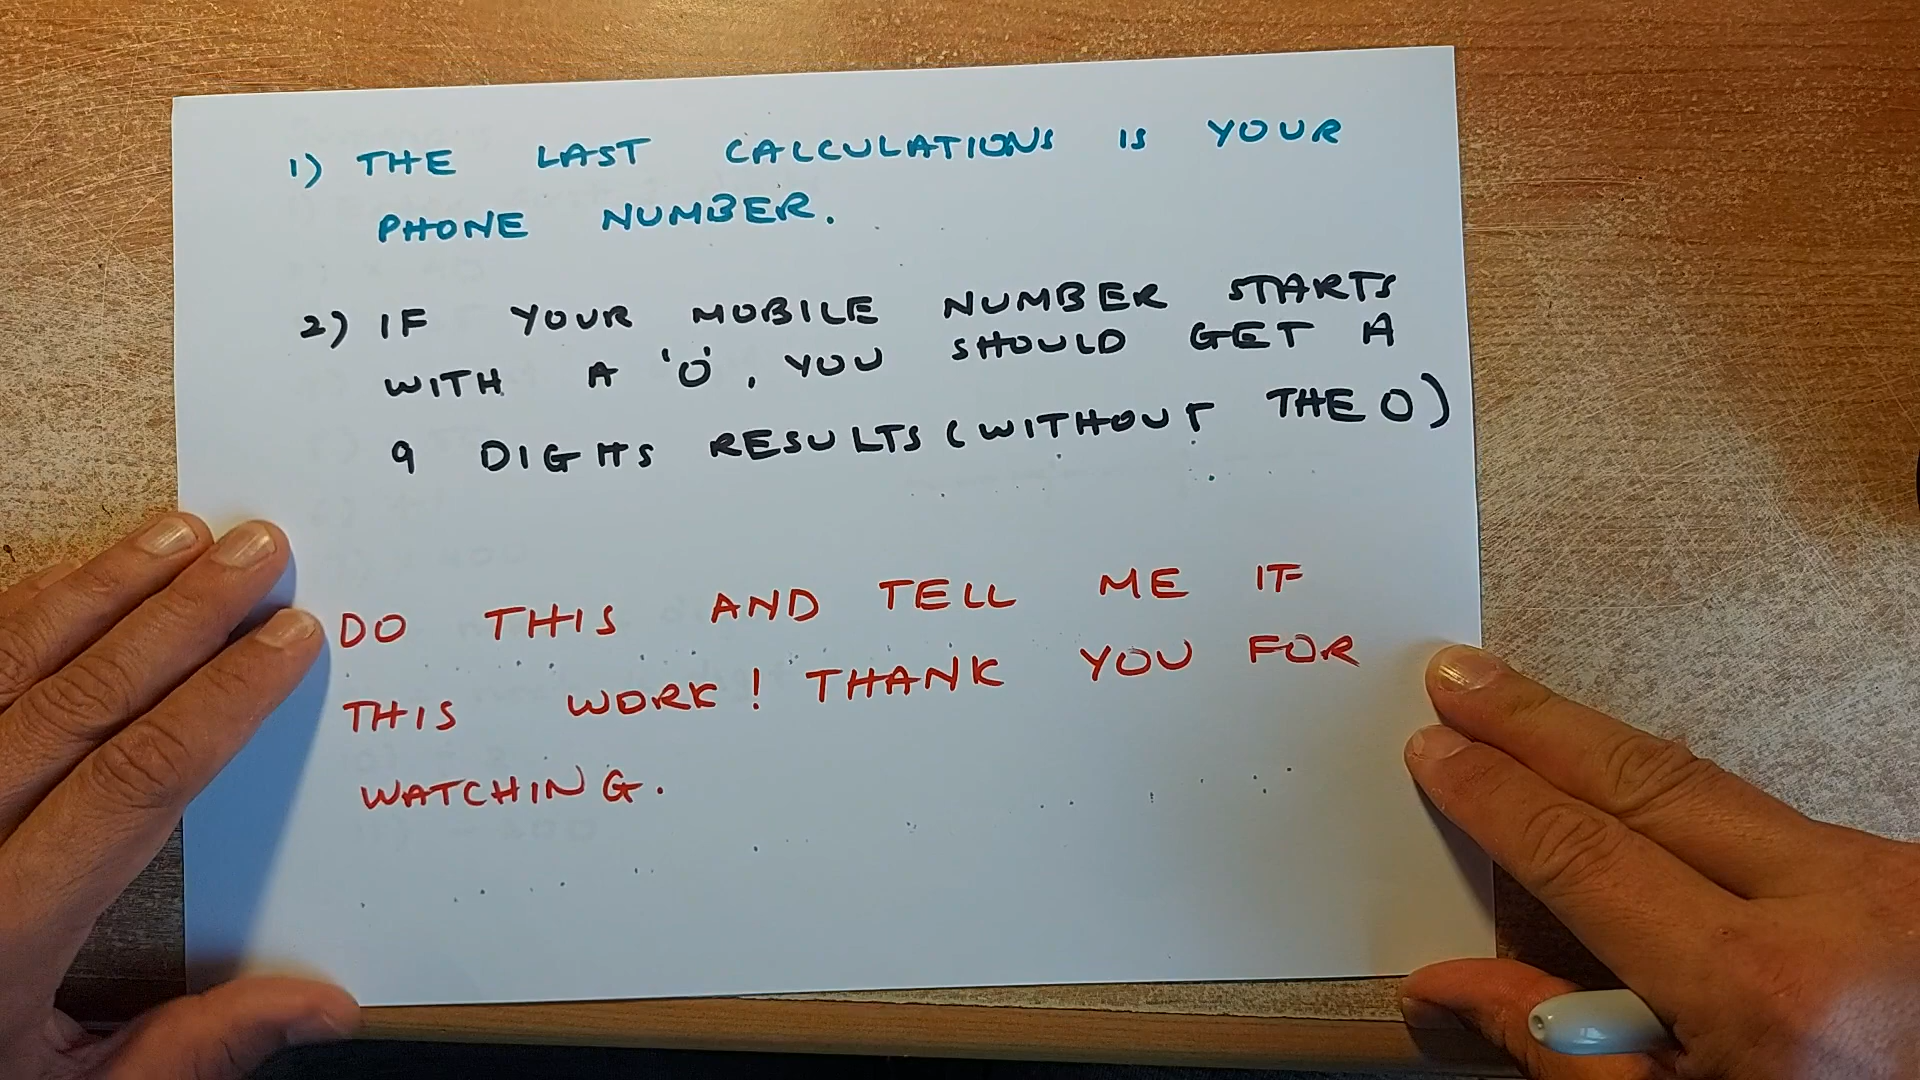 1) THE LAST CALCULATIONS IS YOUR
PHONE NUMBER.
2) IF YOUR MOBILE NUMBER STARTS
WITH A '0', YOU SHOULD GET A
9 DIGITS RESULTS (WITHOUT THE 0)
DO THIS AND TELL ME IF
THIS WORK! THANK YOU FOR
WATCHING.